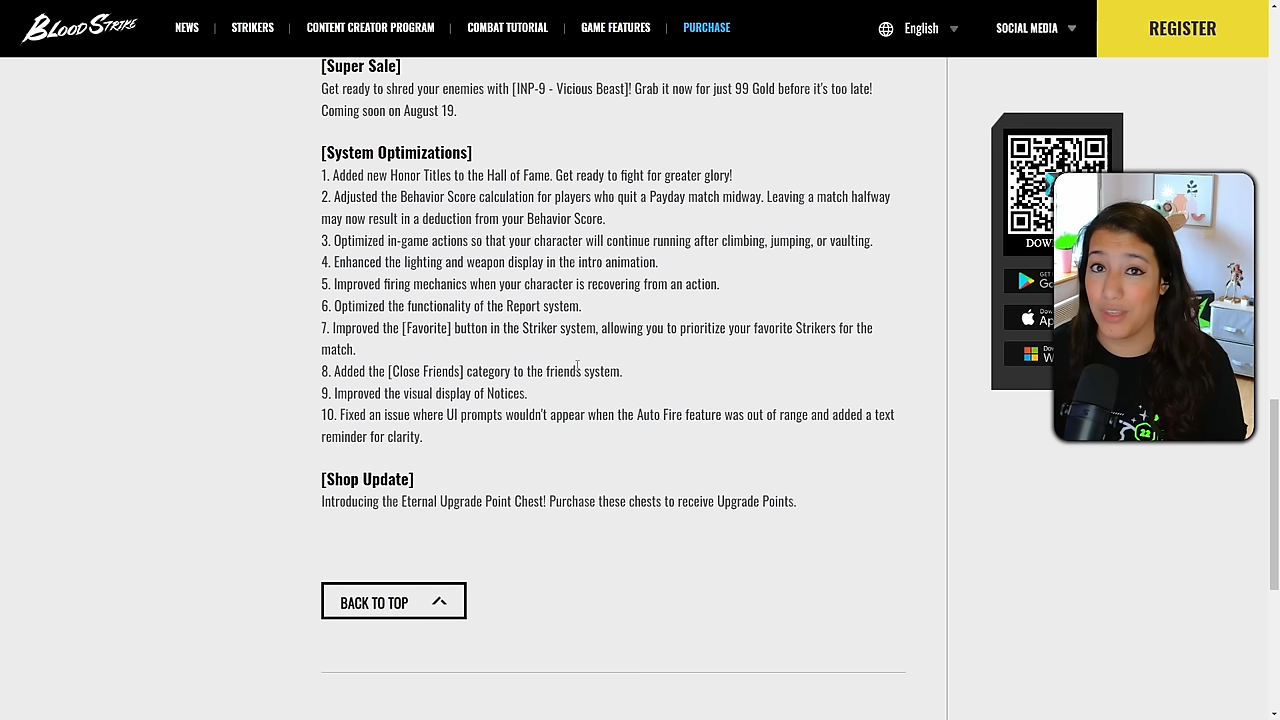 BLOOD STRIKE
NEWS
STRIKERS
CONTENT CREATOR PROGRAM
COMBAT TUTORIAL
GAME FEATURES
PURCHASE
English
SOCIAL MEDIA
REGISTER
[Super Sale]
Get ready to shred your enemies with [INP-9 - Vicious Beast]! Grab it now for just 99 Gold before it's too late!
Coming soon on August 19.
[System Optimizations]
1. Added new Honor Titles to the Hall of Fame. Get ready to fight for greater glory!
2. Adjusted the Behavior Score calculation for players who quit a Payday match midway. Leaving a match halfway
may now result in a deduction from your Behavior Score.
3. Optimized in-game actions so that your character will continue running after climbing, jumping, or vaulting.
4. Enhanced the lighting and weapon display in the intro animation.
5. Improved firing mechanics when your character is recovering from an action.
6. Optimized the functionality of the Report system.
7. Improved the [Favorite] button in the Striker system, allowing you to prioritize your favorite Strikers for the
match.
8. Added the [Close Friends] category to the friends system.
9. Improved the visual display of Notices.
10. Fixed an issue where UI prompts wouldn't appear when the Auto Fire feature was out of range and added a text
reminder for clarity.
[Shop Update]
Introducing the Eternal Upgrade Point Chest! Purchase these chests to receive Upgrade Points.
BACK TO TOP
22